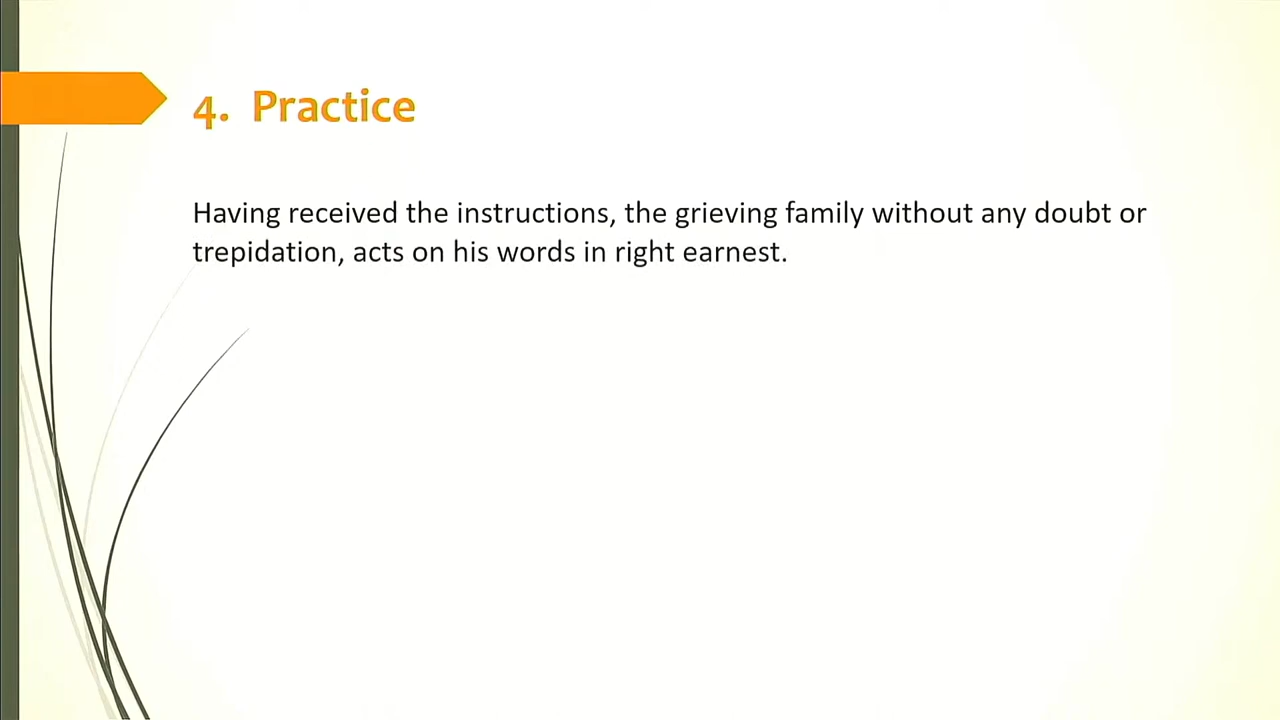 4. Practice
Having received the instructions, the grieving family without any doubt or
trepidation, acts on his words in right earnest.